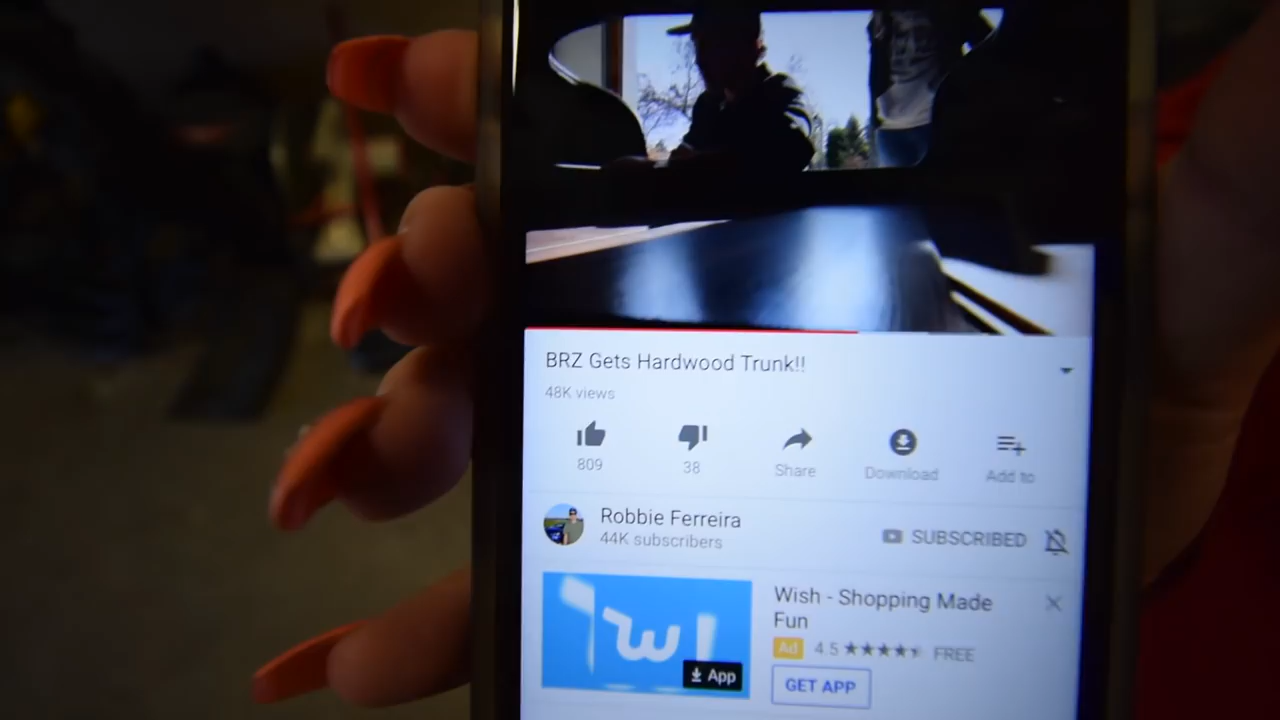 BRZ Gets Hardwood Trunk!!
48K views
809
38
Share
Download
Add to
Robbie Ferreira
44K subscribers
SUBSCRIBED
Wish - Shopping Made
Fun
Ad 4.5 FREE
w
App
GET APP